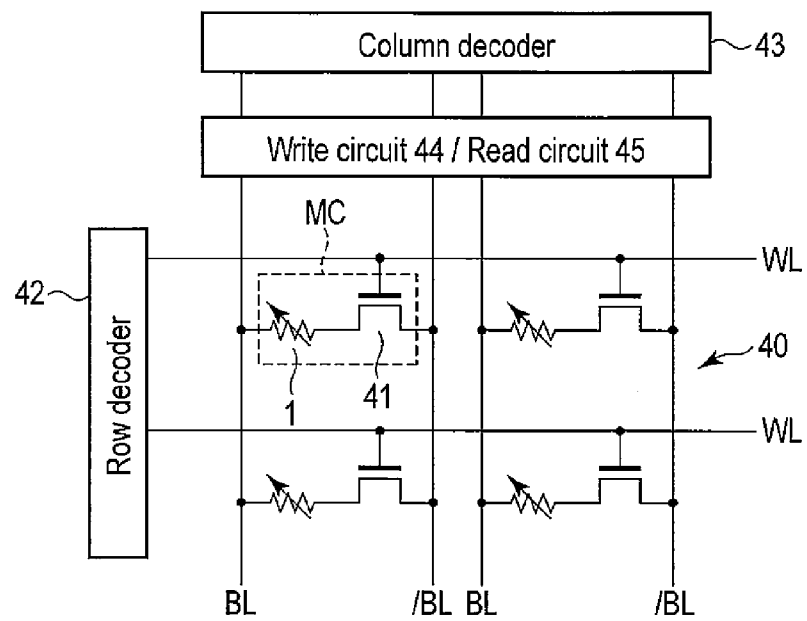 Column decoder
43
Write circuit 44 / Read circuit 45
MC
WL
42
Row decoder
1
41
40
WL
BL
/BL
BL
/BL